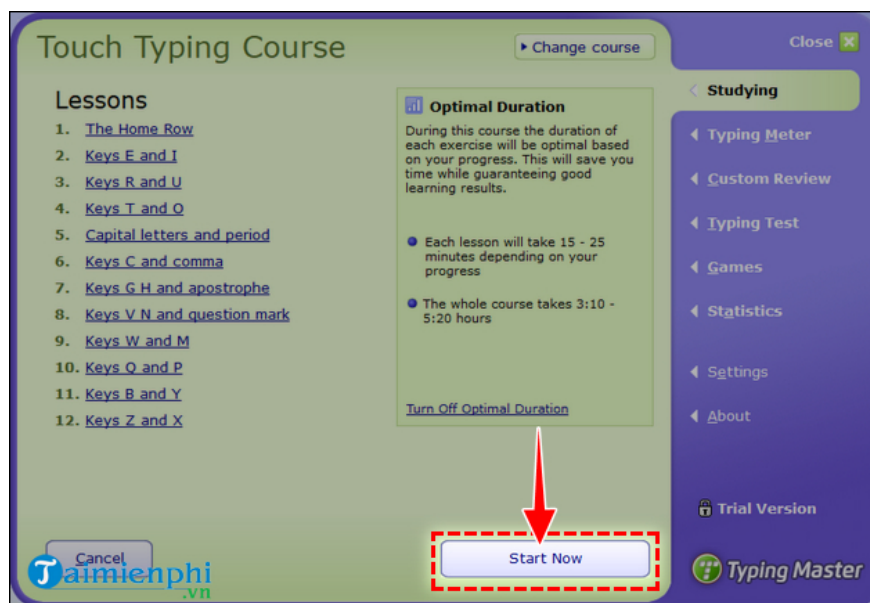 Touch Typing Course
Change course
Close
Lessons
1. The Home Row
2. Keys E and I
3. Keys R and U
4. Keys T and O
5. Capital letters and period
6. Keys C and comma
7. Keys G H and apostrophe
8. Keys V N and question mark
9. Keys W and M
10. Keys Q and P
11. Keys B and Y
12. Keys Z and X
Optimal Duration
During this course the duration of
each exercise will be optimal based
on your progress. This will save you
time while guaranteeing good
learning results.
Each lesson will take 15 - 25
minutes depending on your
progress
The whole course takes 3:10 -
5:20 hours
Turn Off Optimal Duration
Cancel
Start Now
Studying
Typing Meter
Custom Review
Typing Test
Games
Statistics
Settings
About
Trial Version
Typing Master
Taimienphi
.vn